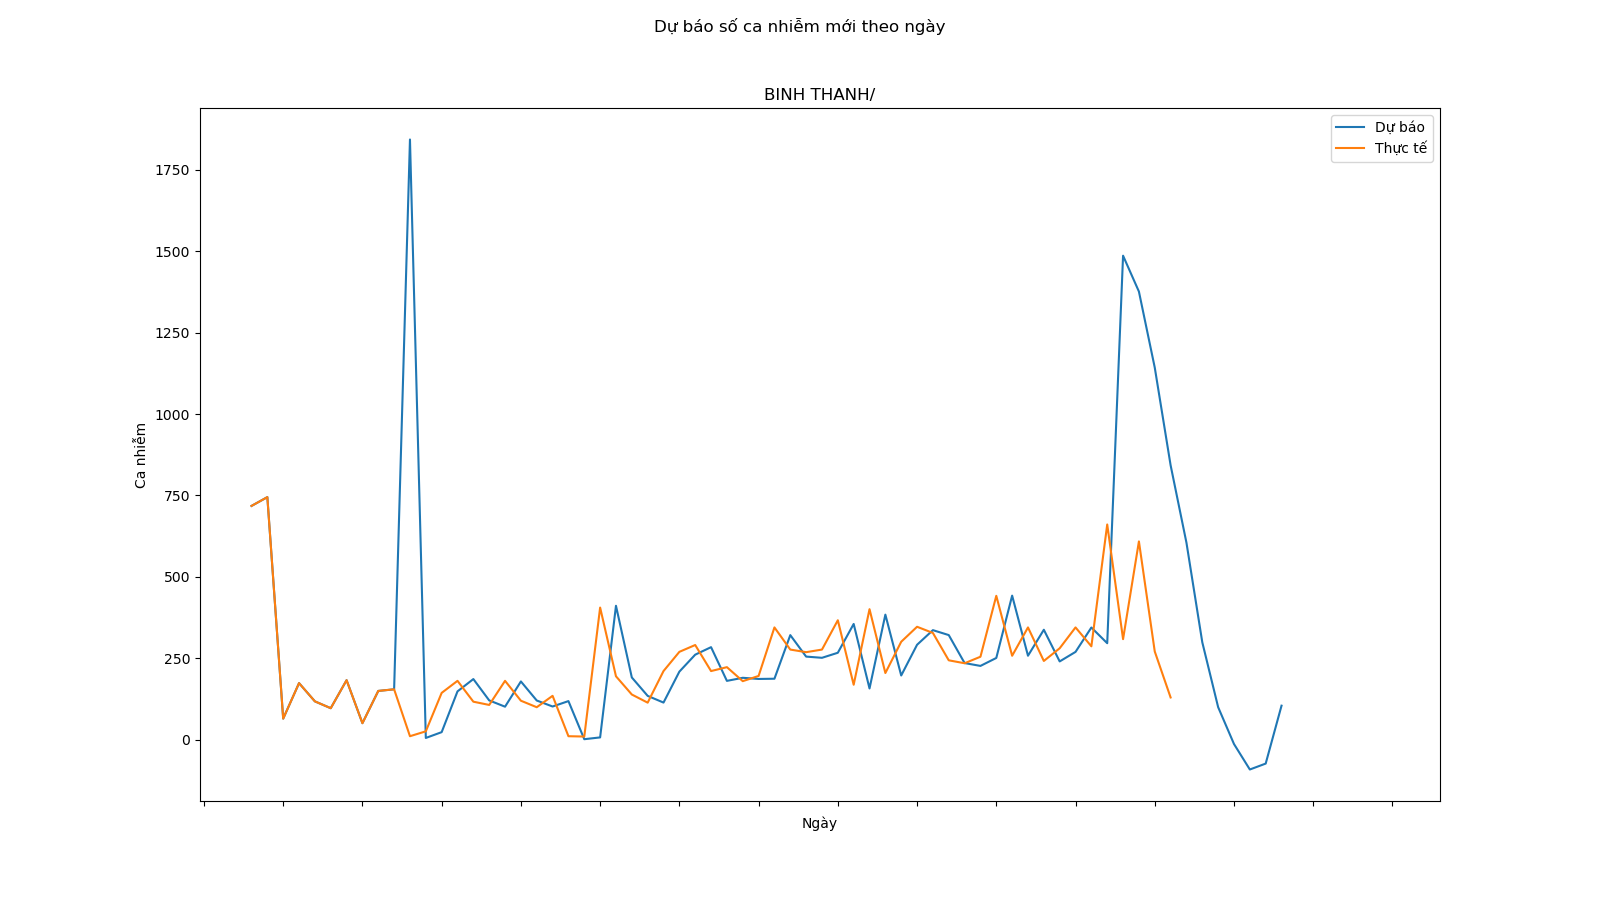 Dự báo số ca nhiễm mới theo ngày
BINH THANH/
Dự báo
Thực tế
1750
1500
1250
1000
750
500
250
0
Ca nhiễm
Ngày